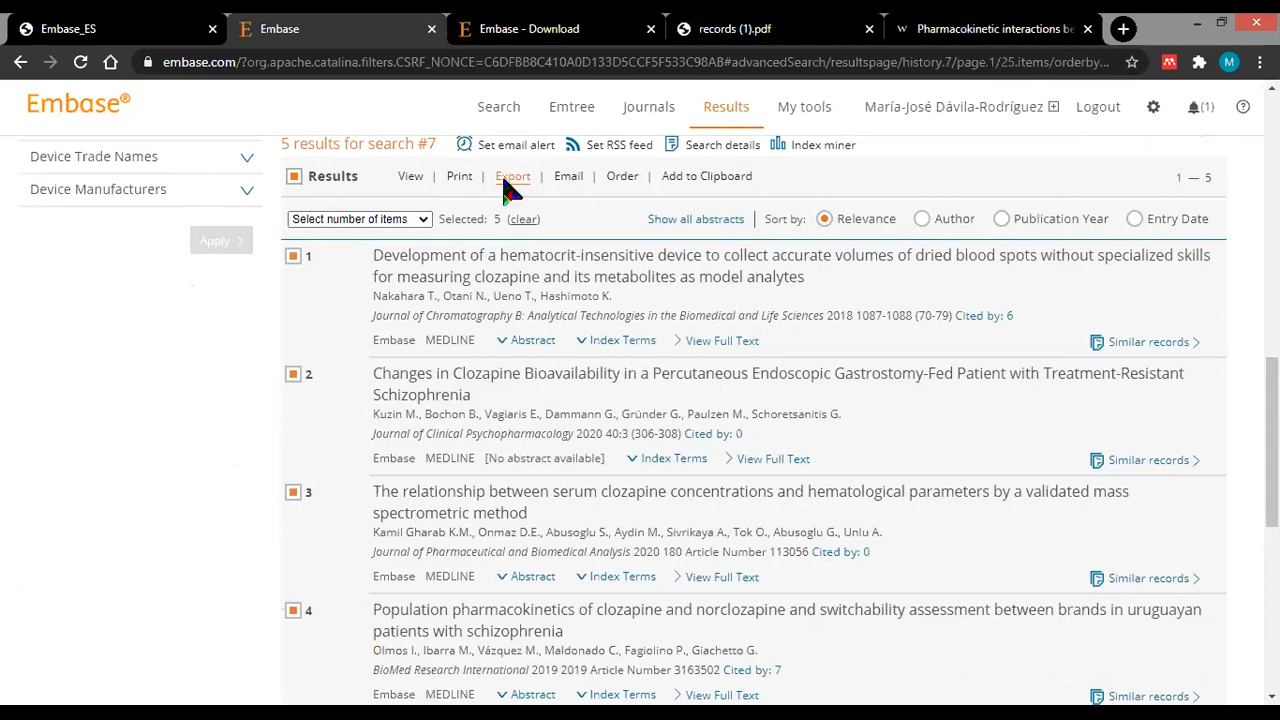 Embase_ES
Embase
Embase - Download
records (1).pdf
Pharmacokinetic interactions be
embase.com/?org.apache.catalina.filters.CSRF_NONCE=C6DFBB8C410A0D133D5CCF5F533C98AB#advancedSearch/resultspage/history.7/page.1/25.items/orderby...
M
Embase®
Search
Emtree
Journals
Results
My tools
María-José Dávila-Rodríguez
Logout
(1)
Device Trade Names
Device Manufacturers
Apply
5 results for search #7
Set email alert
Set RSS feed
Search details
Index miner
Results
View | Print | Export | Email | Order | Add to Clipboard
1 — 5
Select number of items
Selected: 5 (clear)
Show all abstracts
Sort by:
Relevance
Author
Publication Year
Entry Date
1
Development of a hematocrit-insensitive device to collect accurate volumes of dried blood spots without specialized skills
for measuring clozapine and its metabolites as model analytes
Nakahara T., Otani N., Ueno T., Hashimoto K.
Journal of Chromatography B: Analytical Technologies in the Biomedical and Life Sciences 2018 1087-1088 (70-79) Cited by: 6
Embase MEDLINE Abstract Index Terms View Full Text Similar records
2
Changes in Clozapine Bioavailability in a Percutaneous Endoscopic Gastrostomy-Fed Patient with Treatment-Resistant
Schizophrenia
Kuzin M., Bochon B., Vagiaris E., Dammann G., Gründer G., Paulzen M., Schoretsanitis G.
Journal of Clinical Psychopharmacology 2020 40:3 (306-308) Cited by: 0
Embase MEDLINE [No abstract available] Index Terms View Full Text Similar records
3
The relationship between serum clozapine concentrations and hematological parameters by a validated mass
spectrometric method
Kamil Gharab K.M., Onmaz D.E., Abusoglu S., Aydin M., Sivrikaya A., Tok O., Abusoglu G., Unlu A.
Journal of Pharmaceutical and Biomedical Analysis 2020 180 Article Number 113056 Cited by: 0
Embase MEDLINE Abstract Index Terms View Full Text Similar records
4
Population pharmacokinetics of clozapine and norclozapine and switchability assessment between brands in uruguayan
patients with schizophrenia
Olmos I., Ibarra M., Vázquez M., Maldonado C., Fagiolino P., Giachetto G.
BioMed Research International 2019 2019 Article Number 3163502 Cited by: 7
Embase MEDLINE Abstract Index Terms View Full Text Similar records